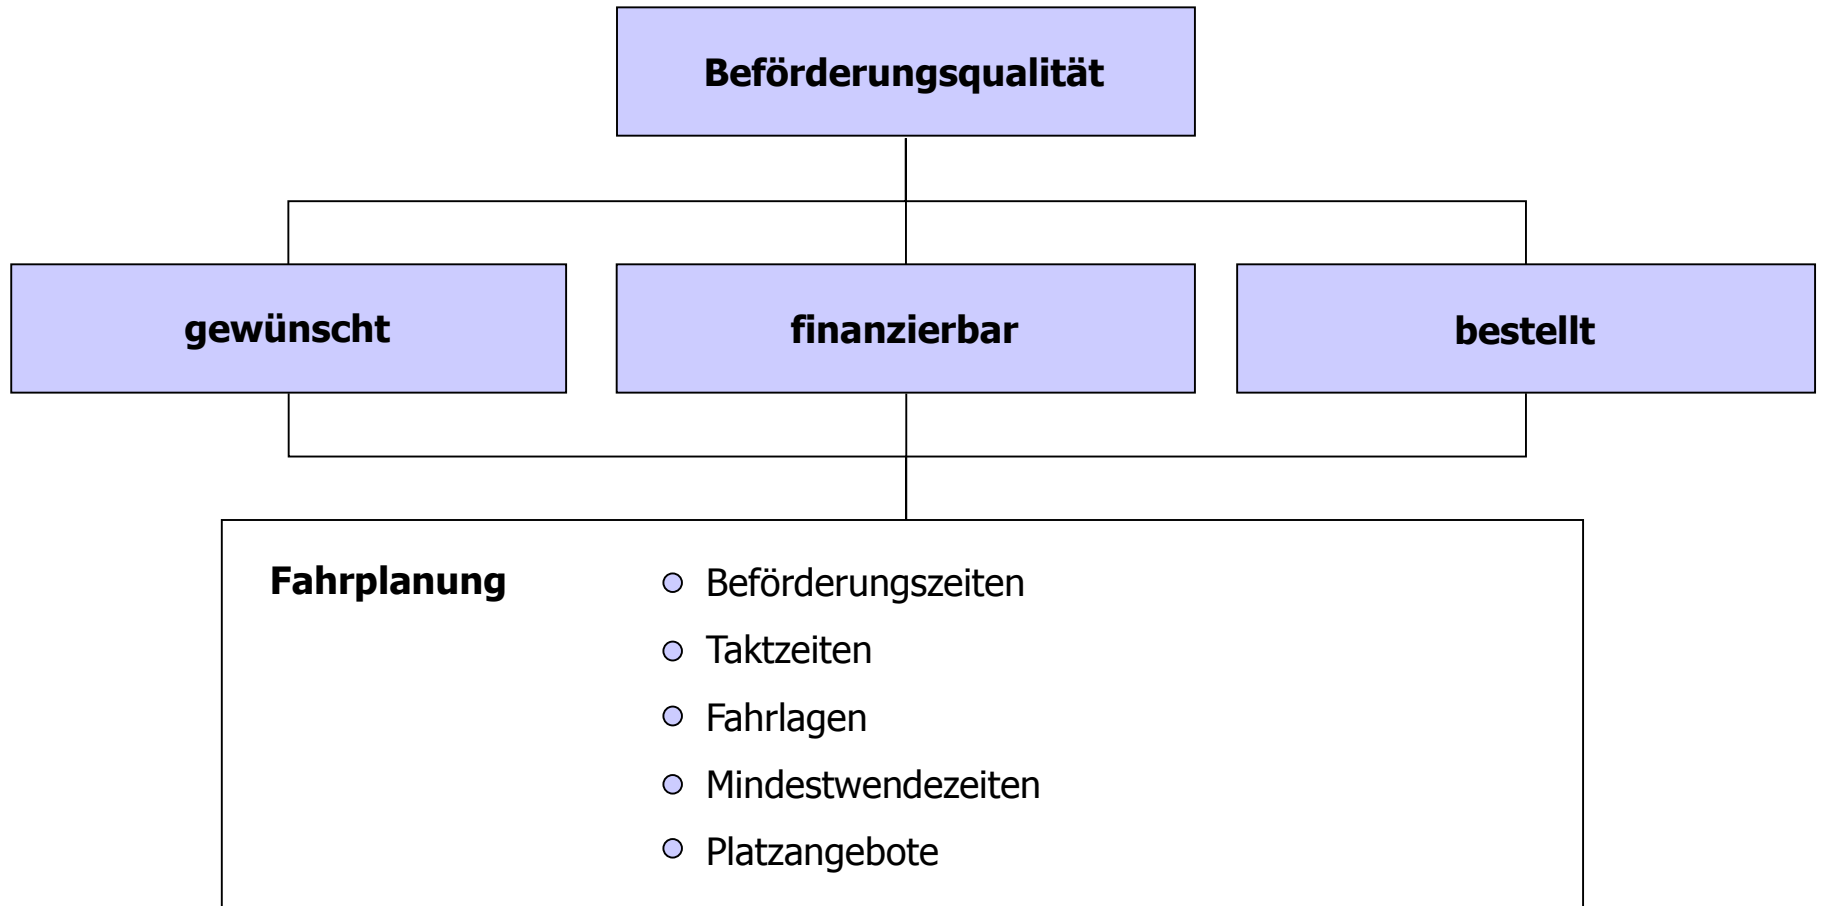 Beförderungsqualität
gewünscht
finanzierbar
bestellt
Fahrplanung
Beförderungszeiten
Taktzeiten
Fahrlagen
Mindestwendezeiten
Platzangebote